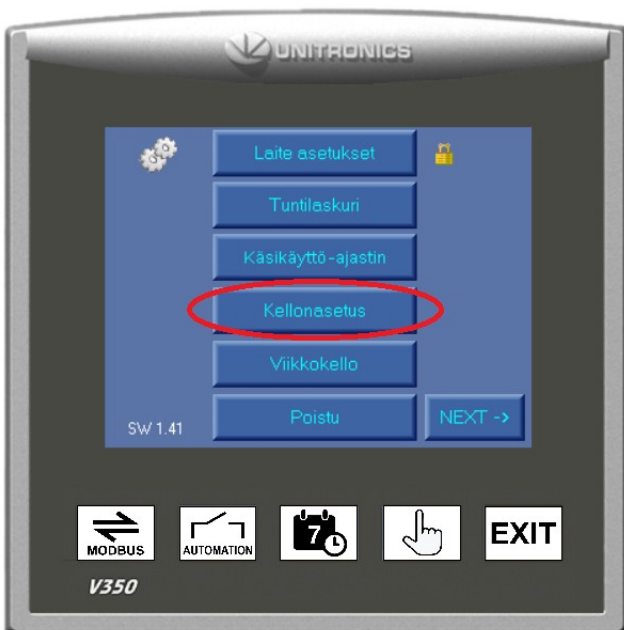 UNITRONICS
Laite asetukset
Tuntilaskuri
Käsikäyttö-ajastin
Kellonasetus
Viikkokello
SW 1.41
Poistu
NEXT ->
MODBUS
AUTOMATION
7
EXIT
V350